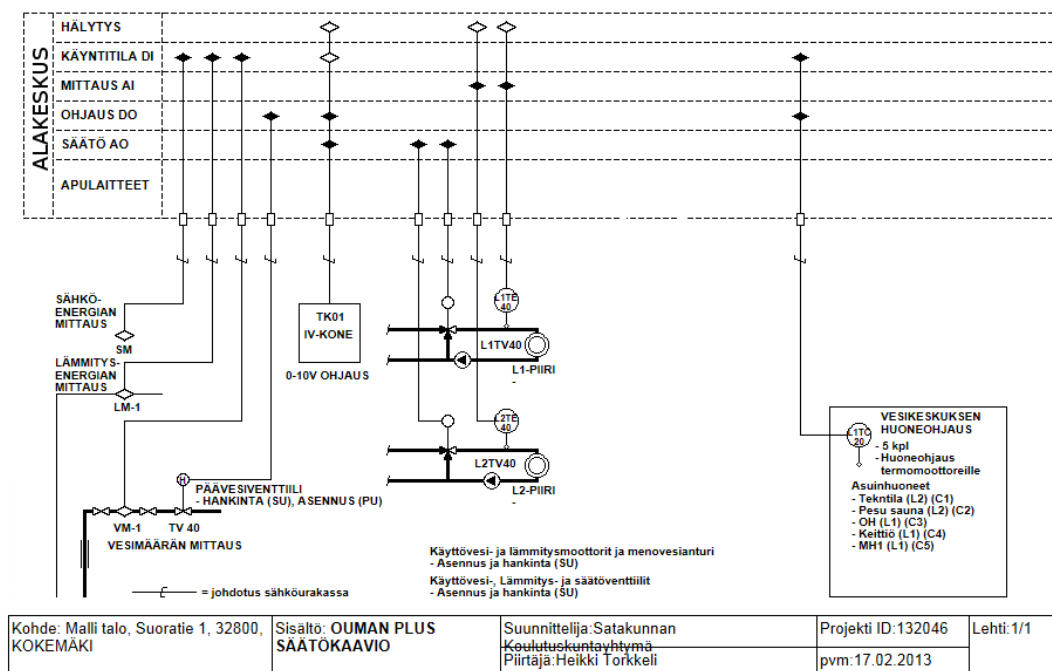 ALAKESKUS
HÄLYTYS
KÄYNTITILA DI
MITTAUS AI
OHJAUS DO
SÄÄTÖ AO
APULAITTEET
SÄHKÖ-
ENERGIAN
MITTAUS
SM
LÄMMITYS-
ENERGIAN
MITTAUS
LM-1
TK01
IV-KONE
0-10V OHJAUS
L1TE
40
L1TV40
L1-PIIRI
-
L2TE
40
L2TV40
L2-PIIRI
-
H
PÄÄVESIVENTTIILI
- HANKINTA (SU), ASENNUS (PU)
VM-1
TV 40
VESIMÄÄRÄN MITTAUS
= johdotus sähköurakassa
Käyttövesi- ja lämmitysmoottorit ja menovesianturi
- Asennus ja hankinta (SU)
Käyttövesi-, Lämmitys- ja säätöventtiilit
- Asennus ja hankinta (SU)
VESIKESKUKSEN
HUONEOHJAUS
L1TC
20
- 5 kpl
- Huoneohjaus
termomoottoreille
Asuinhuoneet
- Tekntila (L2) (C1)
- Pesu sauna (L2) (C2)
- OH (L1) (C3)
- Keittiö (L1) (C4)
- MH1 (L1) (C5)
Kohde: Malli talo, Suoratie 1, 32800,
KOKEMÄKI
Sisältö: OUMAN PLUS
SÄÄTÖKAAVIO
Suunnittelija:Satakunnan
Koulutuskuntayhtymä
Piirtäjä:Heikki Torkkeli
Projekti ID:132046
pvm:17.02.2013
Lehti:1/1